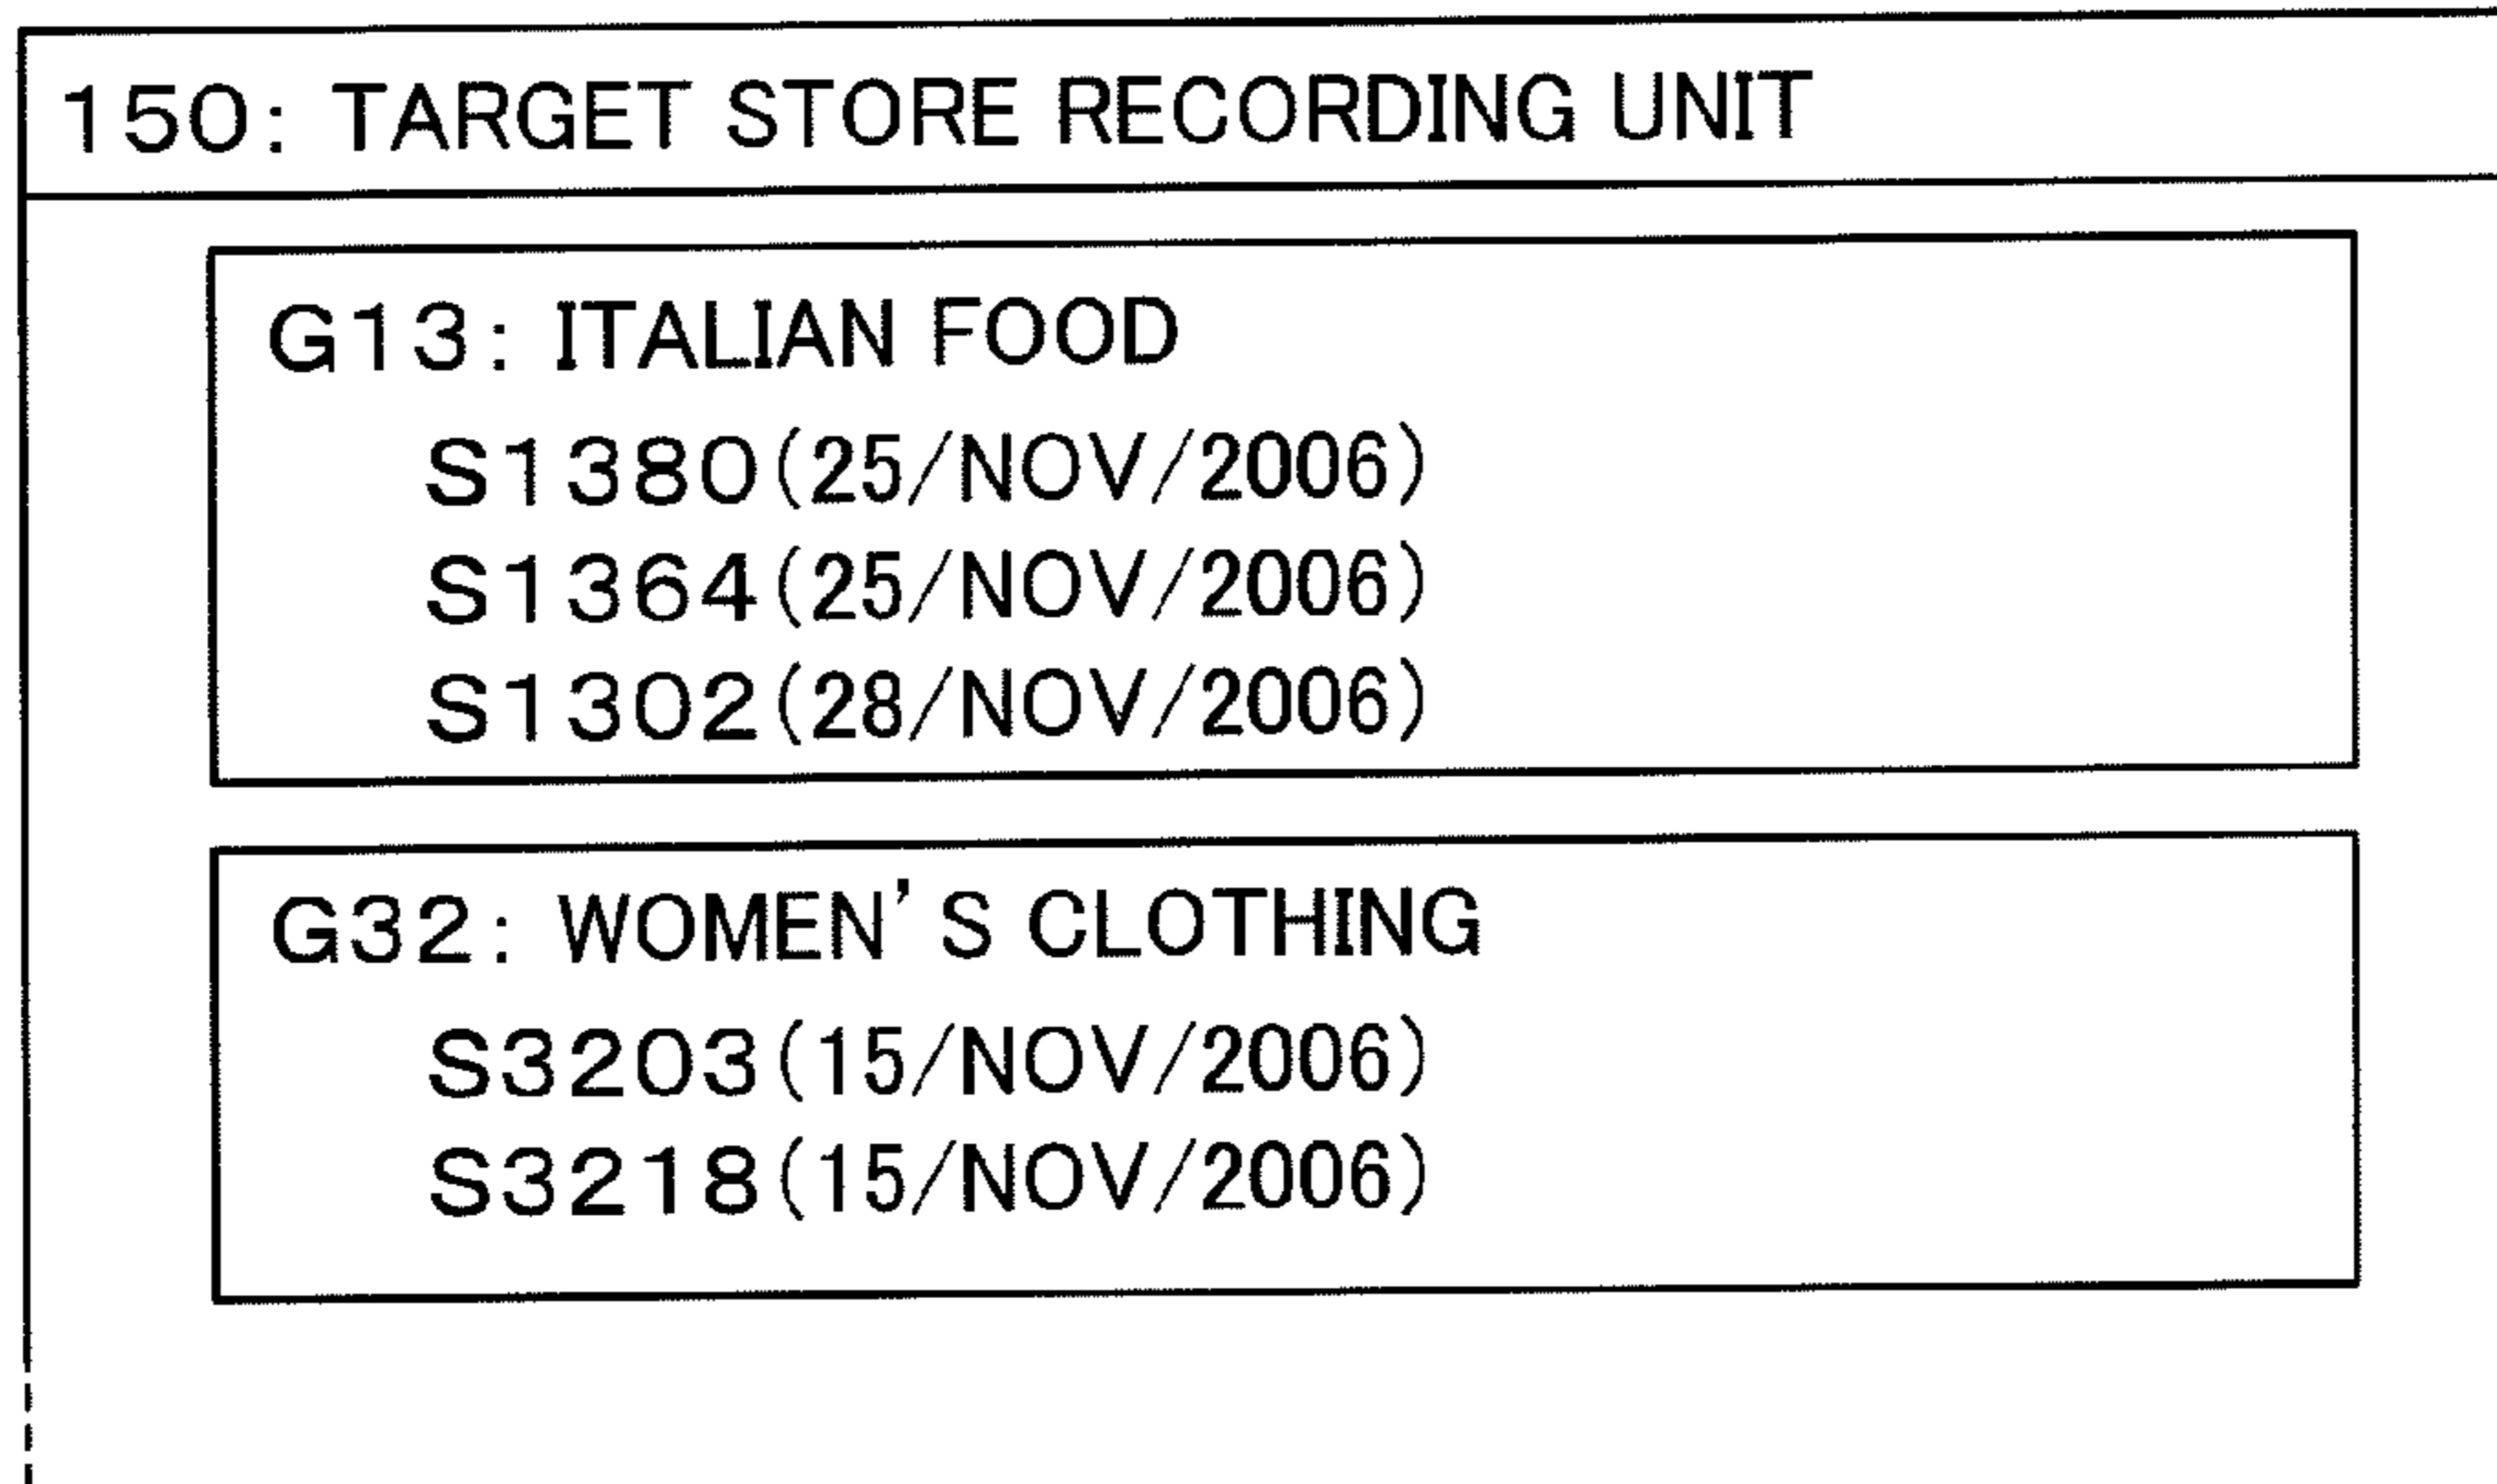 150: TARGET STORE RECORDING UNIT
G13: ITALIAN FOOD
S1380(25/NOV/2006)
S1364(25/NOV/2006)
S1302(28/NOV/2006)
G32: WOMEN'S CLOTHING
S3203(15/NOV/2006)
S3218(15/NOV/2006)